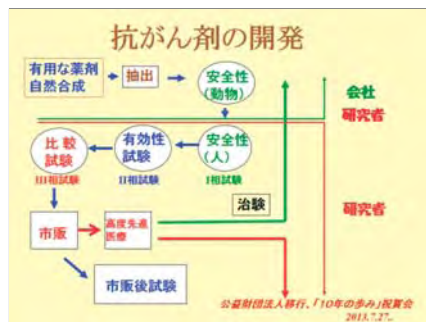 抗がん剤の開発
有用な薬剤
自然合成
抽出
安全性
(動物)
会社
研究者
比較
試験
有効性
試験
安全性
(人)
III相試験
II相試験
I相試験
治験
研究者
市販
高度先進
医療
市販後試験
公益財団法人移行、「10年の歩み」祝賀会
2013.7.27.